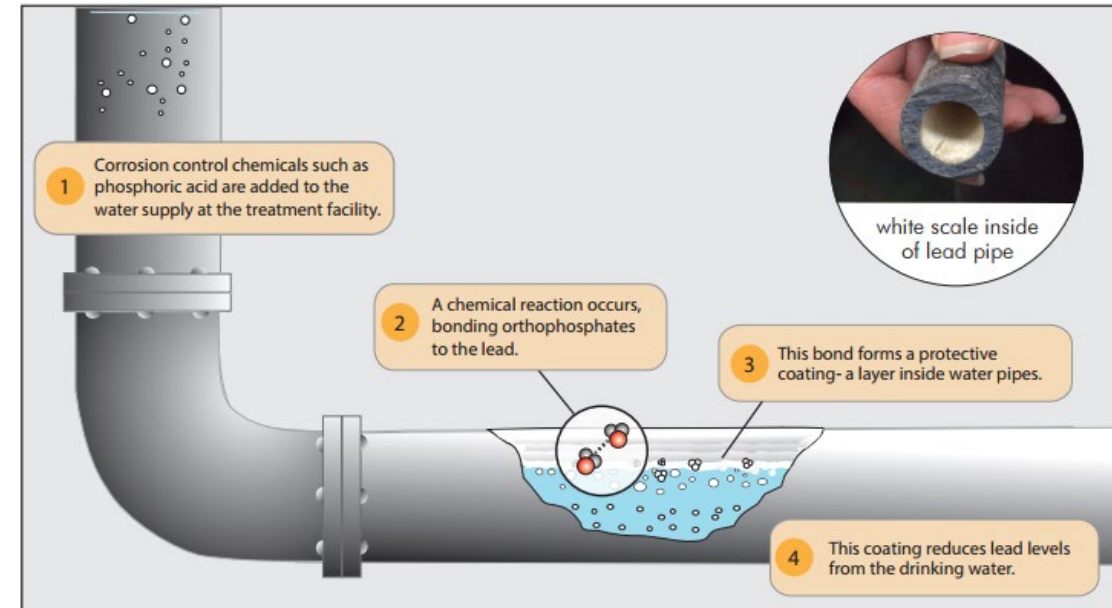 1
Corrosion control chemicals such as
phosphoric acid are added to the
water supply at the treatment facility.
white scale inside
of lead pipe
2
A chemical reaction occurs,
bonding orthophosphates
to the lead.
3
This bond forms a protective
coating- a layer inside water pipes.
4
This coating reduces lead levels
from the drinking water.